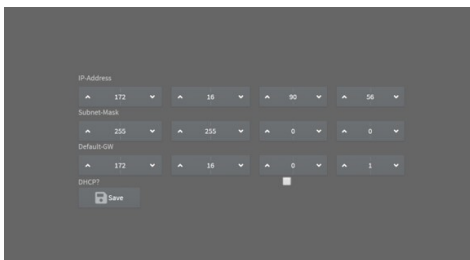 IP-Address
172 16 90 56
Subnet-Mask
255 255 0 0
Default-GW
172 16 0 1
DHCP?
Save